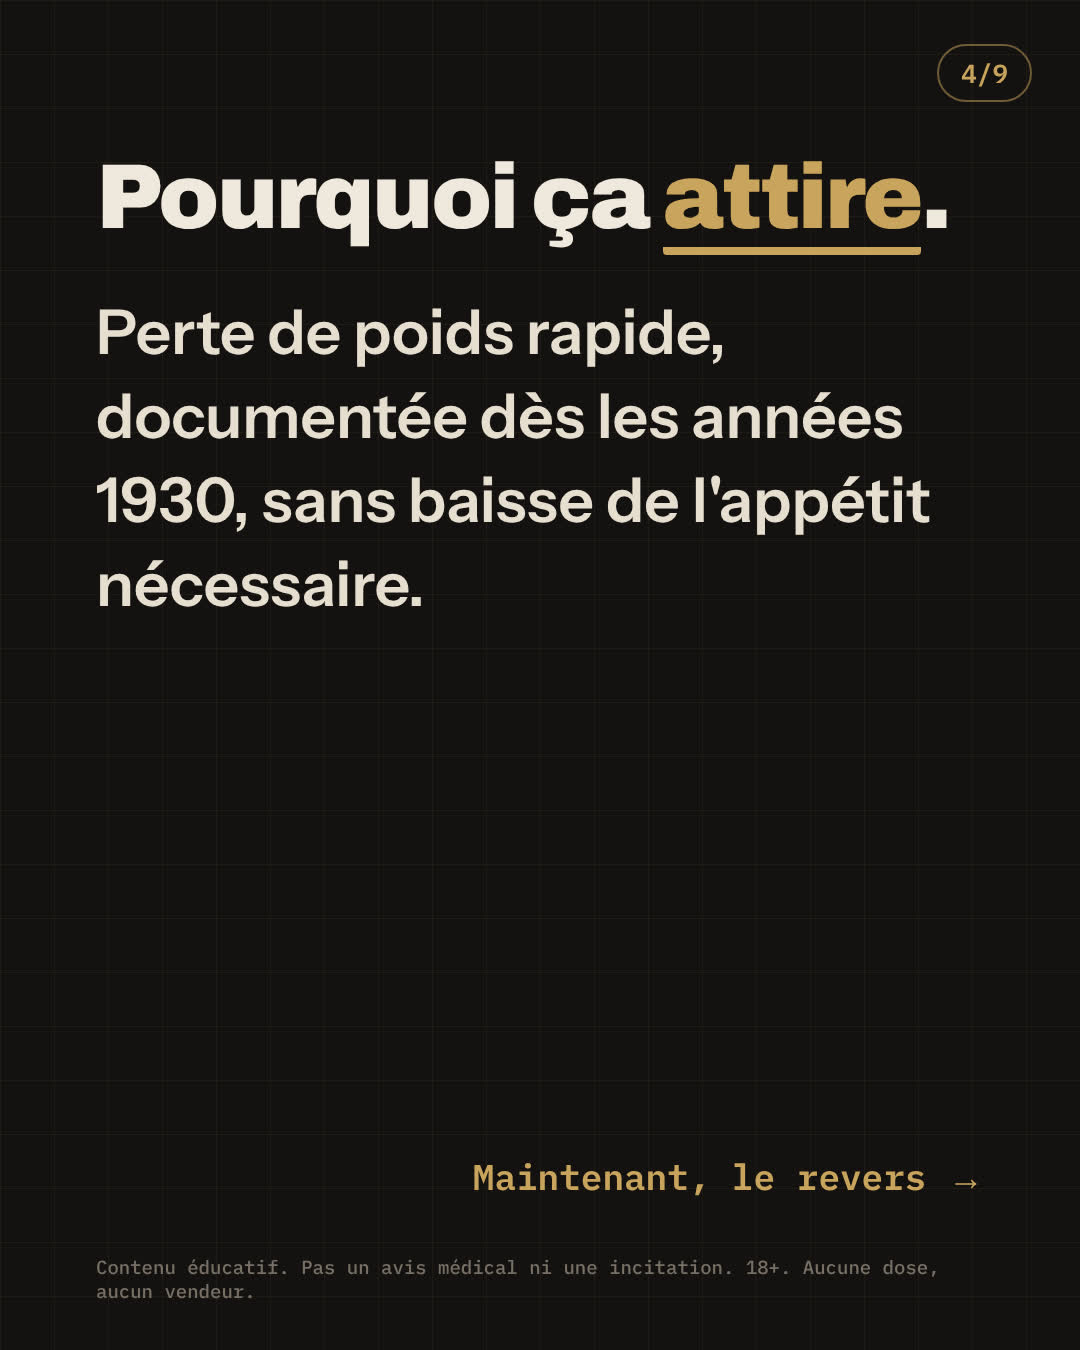 4/9
Pourquoi ça attire.
Perte de poids rapide,
documentée dès les années
1930, sans baisse de l'appétit
nécessaire.
Maintenant, le revers →
Contenu éducatif. Pas un avis médical ni une incitation. 18+. Aucune dose,
aucun vendeur.